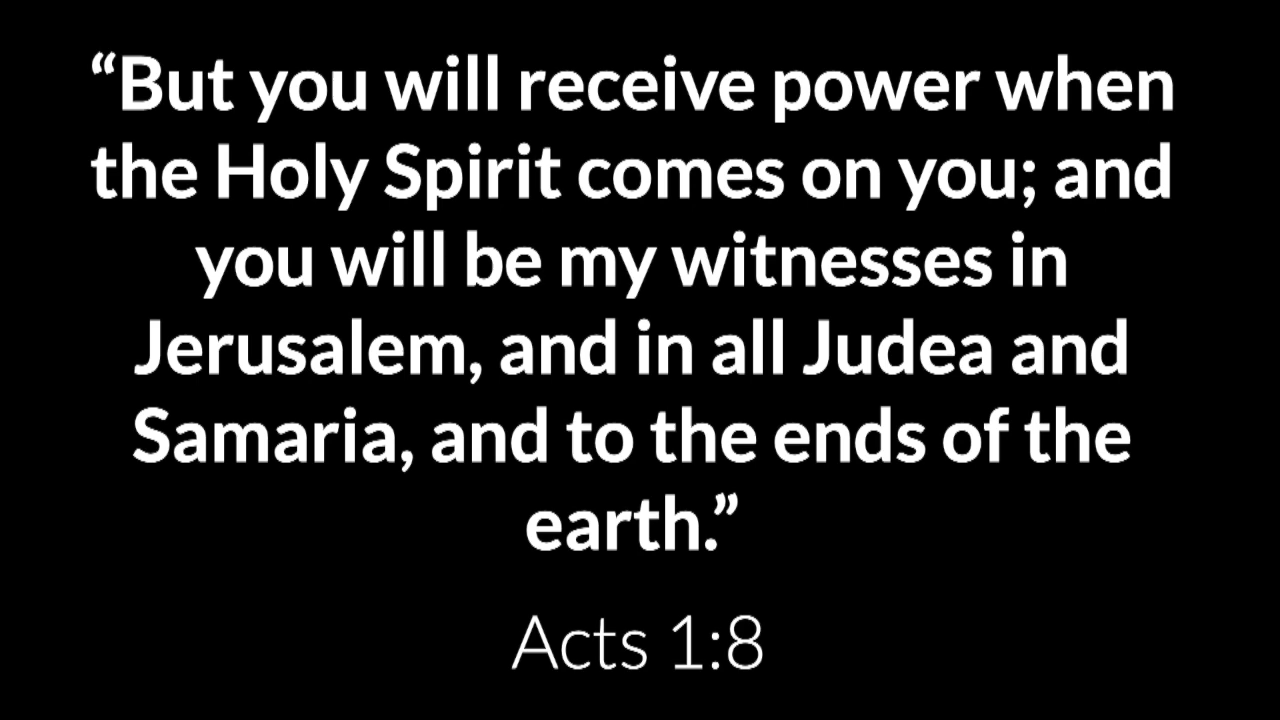 “But you will receive power when
the Holy Spirit comes on you; and
you will be my witnesses in
Jerusalem, and in all Judea and
Samaria, and to the ends of the
earth.”
Acts 1:8